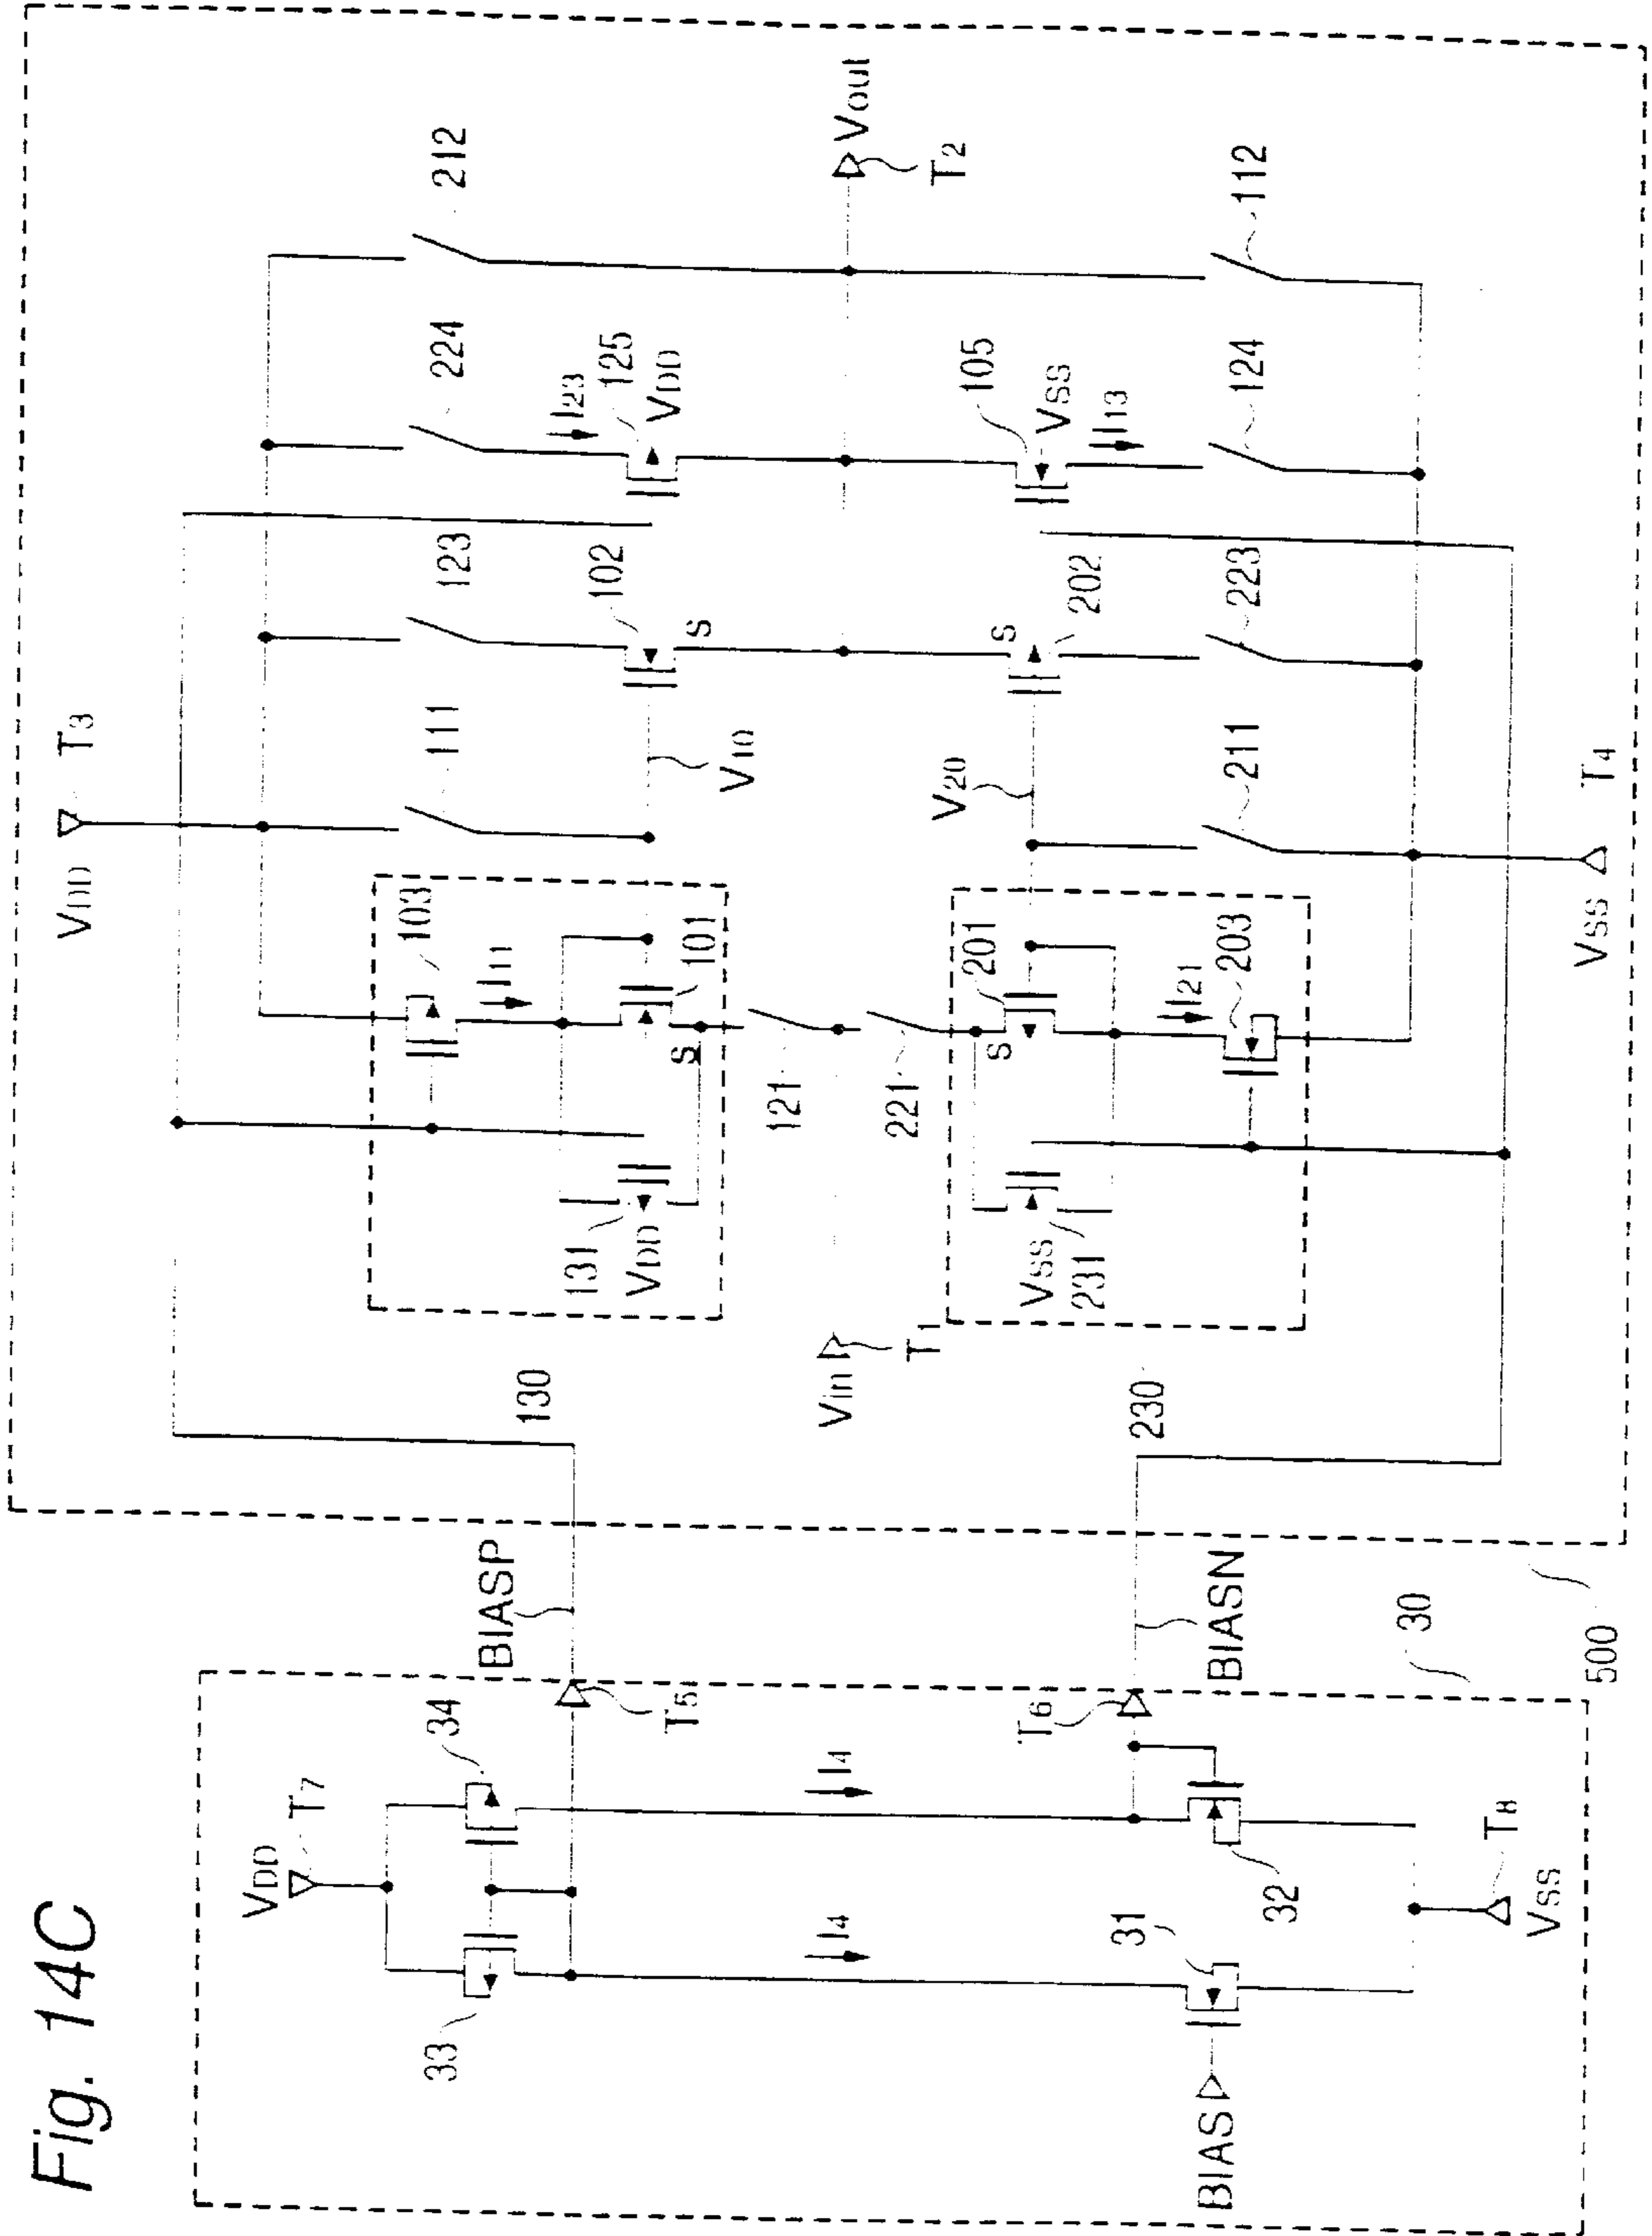 Fig. 14C
VDD
T7
33
34
I4
I4
BIAS
31
32
VSS
T8
T5
T6
BIASP
BIASN
30
500
130
230
VDD
T3
103
I11
101
S
131
VDD
111
V10
123
102
S
224
I23
125
VDD
212
Vin
T1
121
221
Vout
T2
201
S
VSS
231
I21
203
V20
211
S
202
223
105
VSS
I13
124
112
VSS
T4